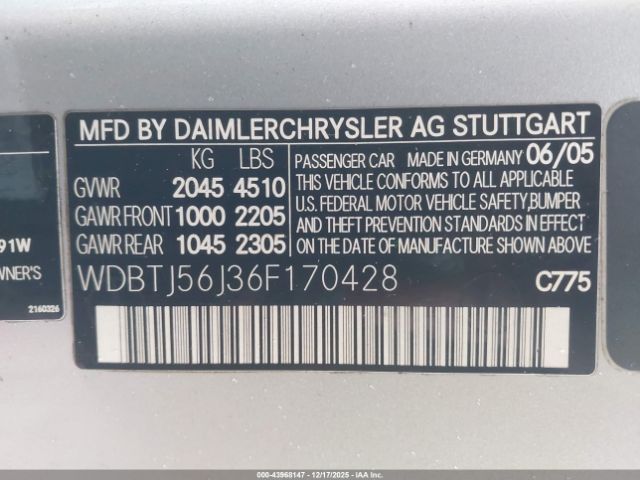 MFD BY DAIMLERCHRYSLER AG STUTTGART
KG LBS
GVWR 2045 4510
GAWR FRONT 1000 2205
GAWR REAR 1045 2305
PASSENGER CAR MADE IN GERMANY 06/05
THIS VEHICLE CONFORMS TO ALL APPLICABLE
U.S. FEDERAL MOTOR VEHICLE SAFETY, BUMPER
AND THEFT PREVENTION STANDARDS IN EFFECT
ON THE DATE OF MANUFACTURE SHOWN ABOVE.
WDBTJ56J36F170428 C775
91W
WNER'S
2160326
000-43968147 - 12/17/2025 - IAAI.COM